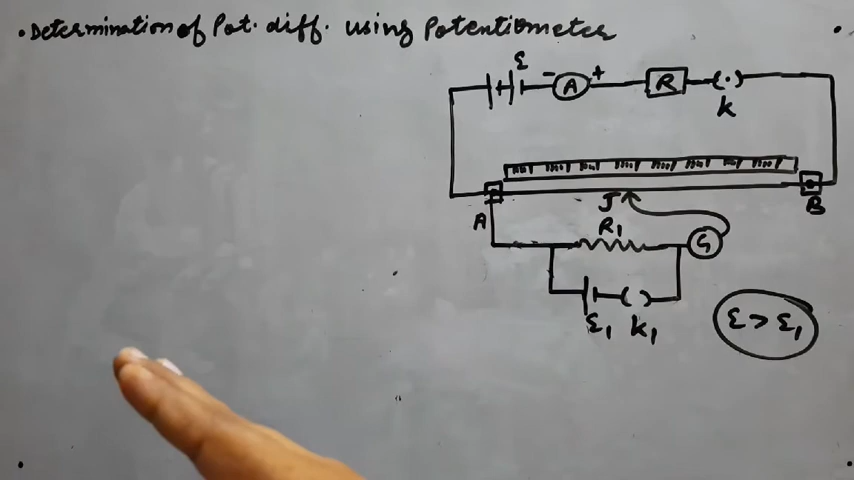 • Determination of Pot. diff. using Potentiometer
ε
- A + R (·)
K
J
A B
R₁
G
ε₁ K₁
ε > ε₁